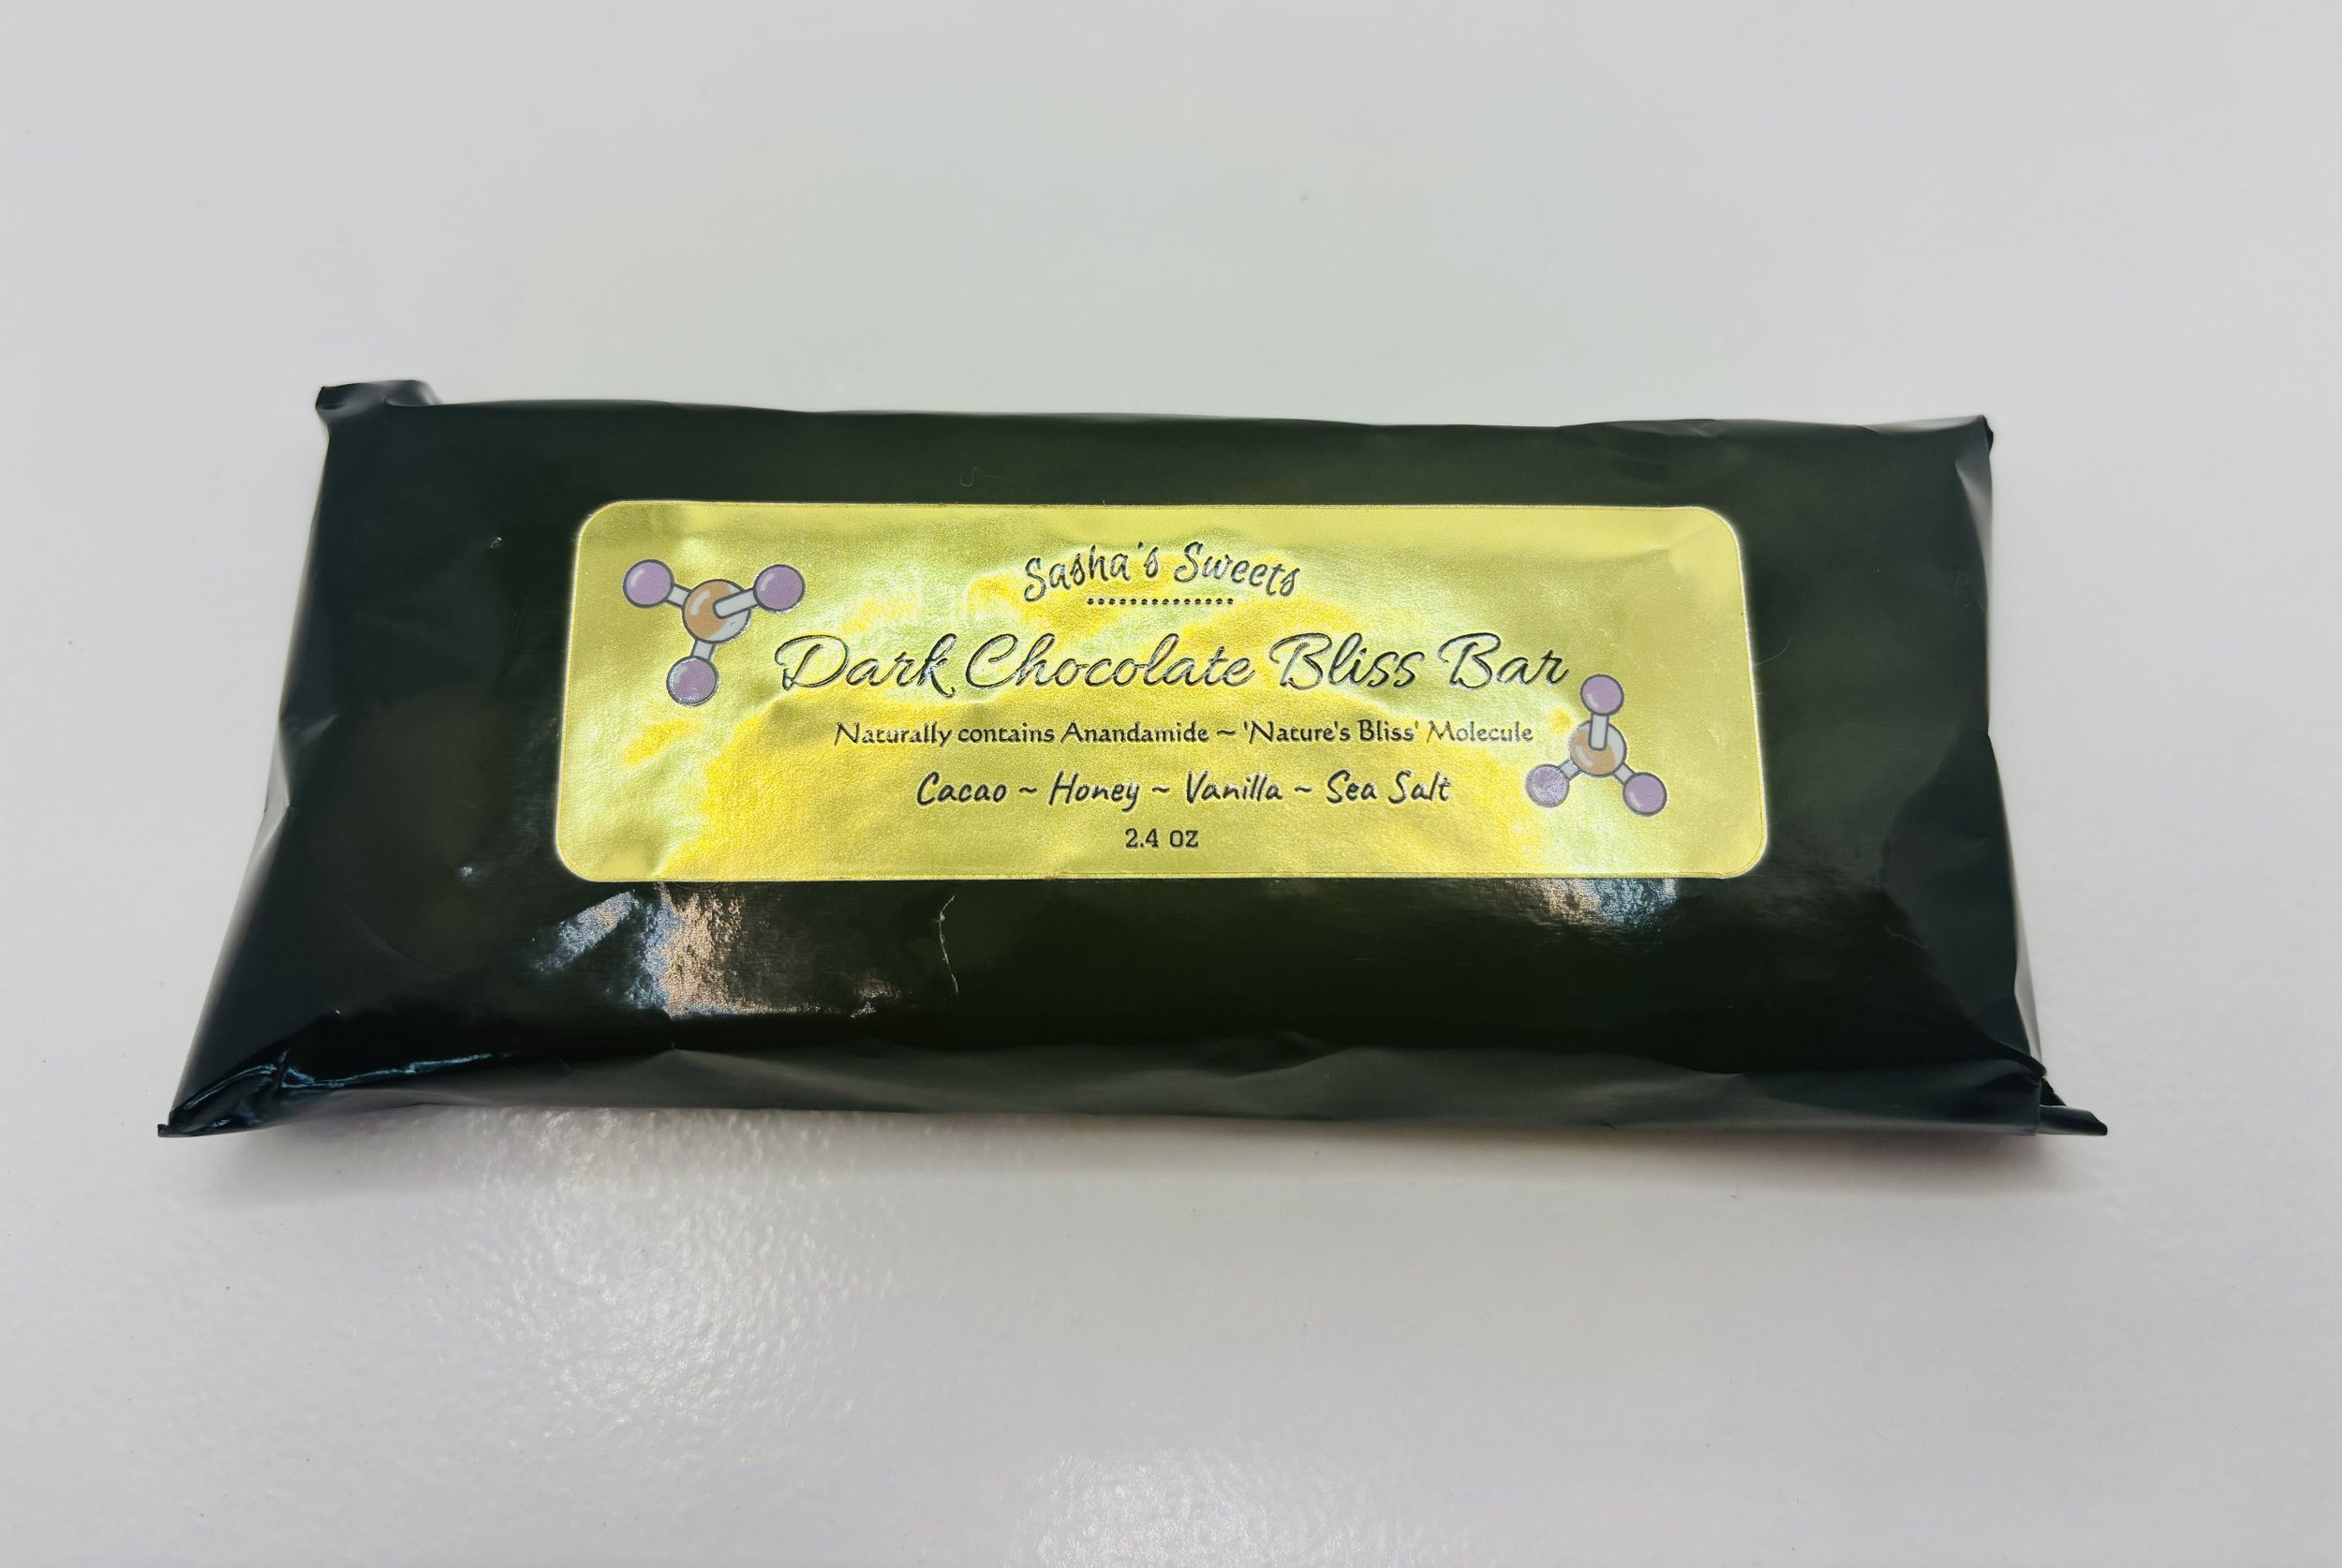 Sasha's Sweets
Dark Chocolate Bliss Bar
Naturally contains Anandamide ~ 'Nature's Bliss' Molecule
Cacao ~ Honey ~ Vanilla ~ Sea Salt
2.4 oz